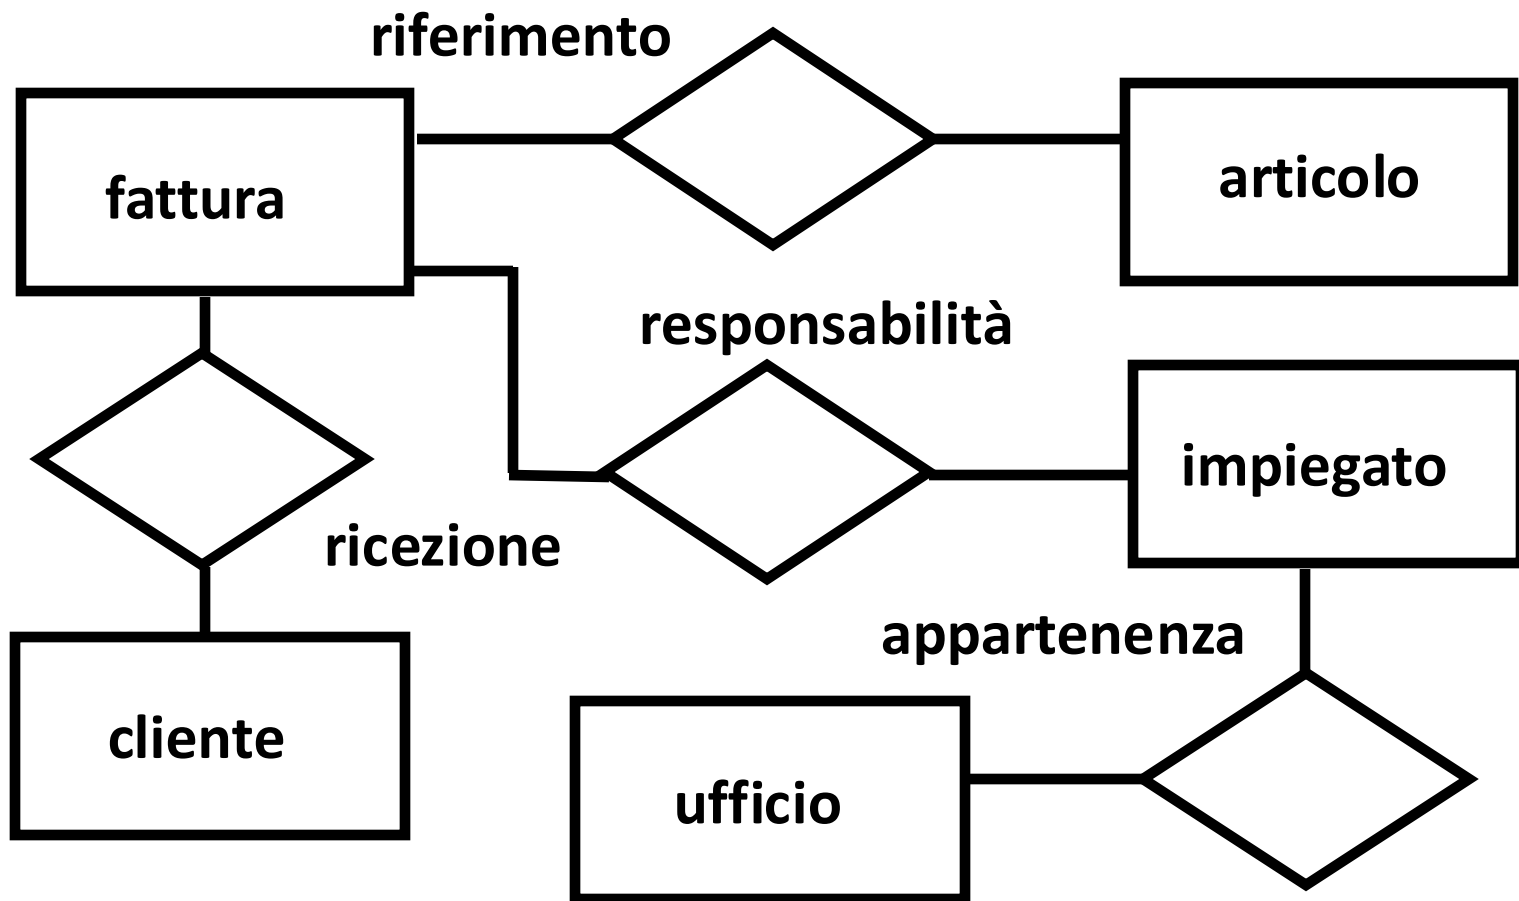 riferimento
fattura
articolo
responsabilità
impiegato
ricezione
appartenenza
cliente
ufficio